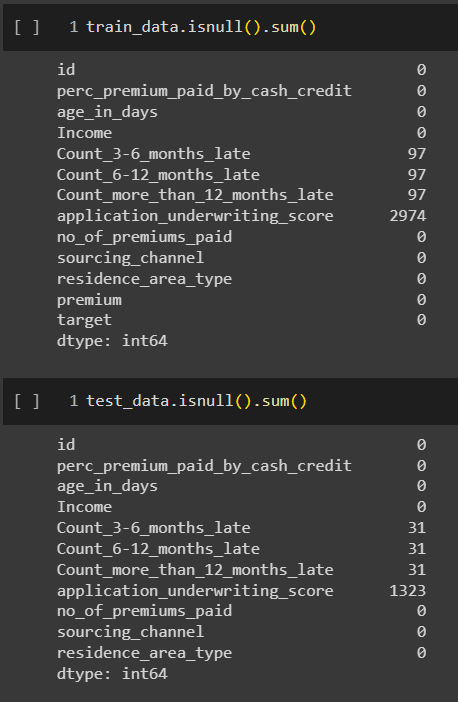 [ ] 1 train_data.isnull().sum()
id 0
perc_premium_paid_by_cash_credit 0
age_in_days 0
Income 0
Count_3-6_months_late 97
Count_6-12_months_late 97
Count_more_than_12_months_late 97
application_underwriting_score 2974
no_of_premiums_paid 0
sourcing_channel 0
residence_area_type 0
premium 0
target 0
dtype: int64
[ ] 1 test_data.isnull().sum()
id 0
perc_premium_paid_by_cash_credit 0
age_in_days 0
Income 0
Count_3-6_months_late 31
Count_6-12_months_late 31
Count_more_than_12_months_late 31
application_underwriting_score 1323
no_of_premiums_paid 0
sourcing_channel 0
residence_area_type 0
dtype: int64